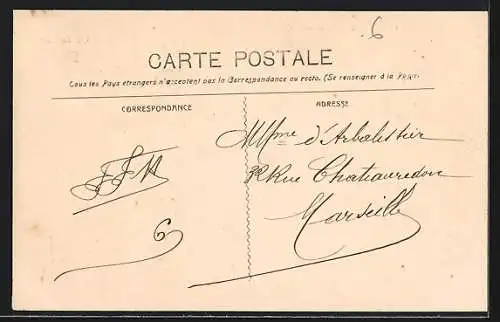 6
CARTE POSTALE
Tous les Pays étrangers n'acceptent pas la Correspondance au recto. (Se renseigner à la Poste)
CORRESPONDANCE
ADRESSE
Mme d'Arbalestier
32 Rue Chateauredon
Marseille
6